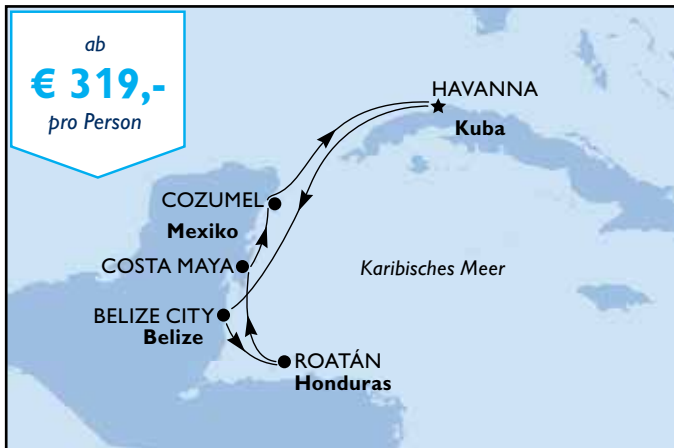 ab
€ 319,-
pro Person
HAVANNA
Kuba
COZUMEL
Mexiko
COSTA MAYA
Karibisches Meer
BELIZE CITY
Belize
ROATÁN
Honduras